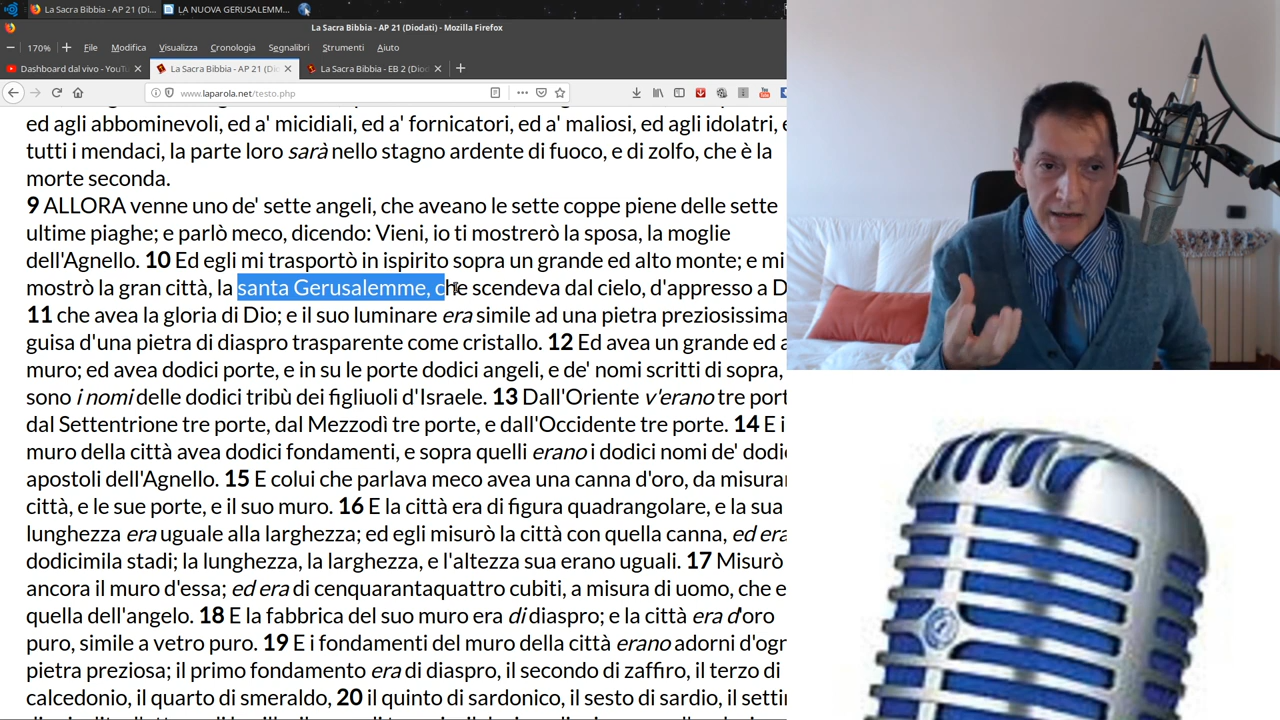 La Sacra Bibbia - AP 21 (Di... LA NUOVA GERUSALEMM...
La Sacra Bibbia - AP 21 (Diodati) - Mozilla Firefox
170% File Modifica Visualizza Cronologia Segnalibri Strumenti Aiuto
Dashboard dal vivo - YouTu La Sacra Bibbia - AP 21 (Dio La Sacra Bibbia - EB 2 (Diod
www.laparola.net/testo.php
ed agli abbominevoli, ed a' micidiali, ed a' fornicatori, ed a' maliosi, ed agli idolatri, e
tutti i mendaci, la parte loro sarà nello stagno ardente di fuoco, e di zolfo, che è la
morte seconda.
9 ALLORA venne uno de' sette angeli, che aveano le sette coppe piene delle sette
ultime piaghe; e parlò meco, dicendo: Vieni, io ti mostrerò la sposa, la moglie
dell'Agnello. 10 Ed egli mi trasportò in ispirito sopra un grande ed alto monte; e mi
mostrò la gran città, la santa Gerusalemme, che scendeva dal cielo, d'appresso a D
11 che avea la gloria di Dio; e il suo luminare era simile ad una pietra preziosissima
guisa d'una pietra di diaspro trasparente come cristallo. 12 Ed avea un grande ed a
muro; ed avea dodici porte, e in su le porte dodici angeli, e de' nomi scritti di sopra,
sono i nomi delle dodici tribù dei figliuoli d'Israele. 13 Dall'Oriente v'erano tre port
dal Settentrione tre porte, dal Mezzodì tre porte, e dall'Occidente tre porte. 14 E i
muro della città avea dodici fondamenti, e sopra quelli erano i dodici nomi de' dodi
apostoli dell'Agnello. 15 E colui che parlava meco avea una canna d'oro, da misura
città, e le sue porte, e il suo muro. 16 E la città era di figura quadrangolare, e la sua
lunghezza era uguale alla larghezza; ed egli misurò la città con quella canna, ed era
dodicimila stadi; la lunghezza, la larghezza, e l'altezza sua erano uguali. 17 Misurò
ancora il muro d'essa; ed era di cenquarantaquattro cubiti, a misura di uomo, che e
quella dell'angelo. 18 E la fabbrica del suo muro era di diaspro; e la città era d'oro
puro, simile a vetro puro. 19 E i fondamenti del muro della città erano adorni d'ogn
pietra preziosa; il primo fondamento era di diaspro, il secondo di zaffiro, il terzo di
calcedonio, il quarto di smeraldo, 20 il quinto di sardonico, il sesto di sardio, il setti